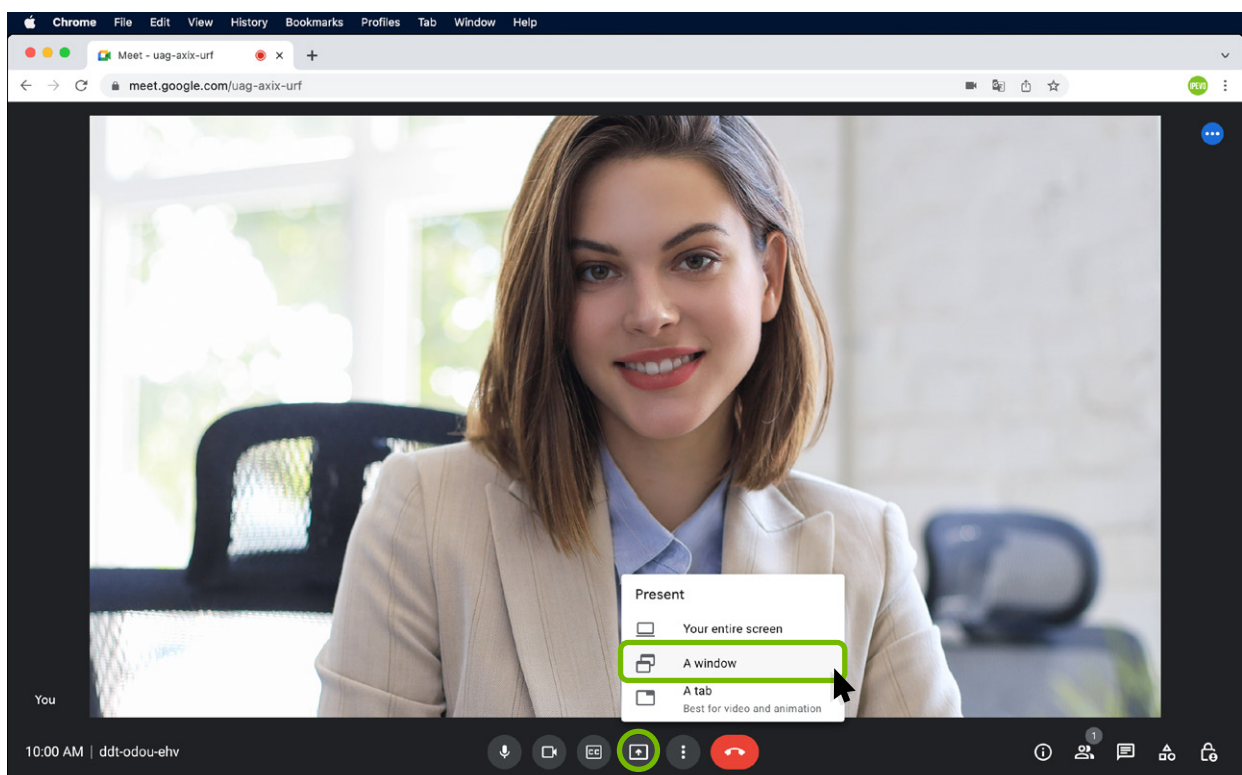 Chrome File Edit View History Bookmarks Profiles Tab Window Help
Meet - uag-axix-urf
meet.google.com/uag-axix-urf
IPEVO
Present
Your entire screen
A window
A tab
Best for video and animation
You
10:00 AM | ddt-odou-ehv
CC
1